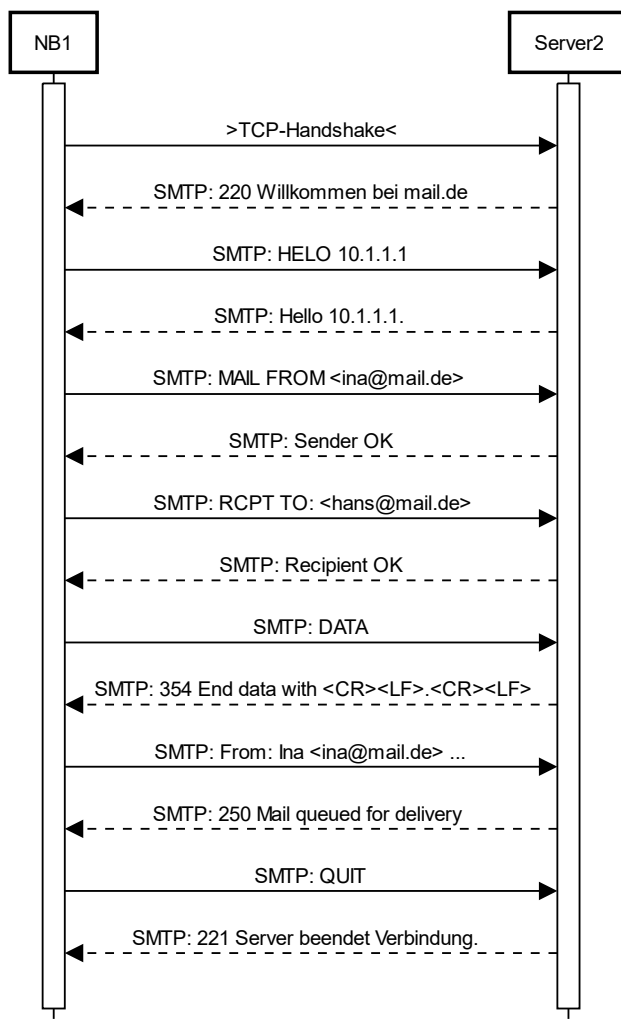 NB1
Server2
>TCP-Handshake<
SMTP: 220 Willkommen bei mail.de
SMTP: HELO 10.1.1.1
SMTP: Hello 10.1.1.1.
SMTP: MAIL FROM <ina@mail.de>
SMTP: Sender OK
SMTP: RCPT TO: <hans@mail.de>
SMTP: Recipient OK
SMTP: DATA
SMTP: 354 End data with <CR><LF>.<CR><LF>
SMTP: From: Ina <ina@mail.de> ...
SMTP: 250 Mail queued for delivery
SMTP: QUIT
SMTP: 221 Server beendet Verbindung.